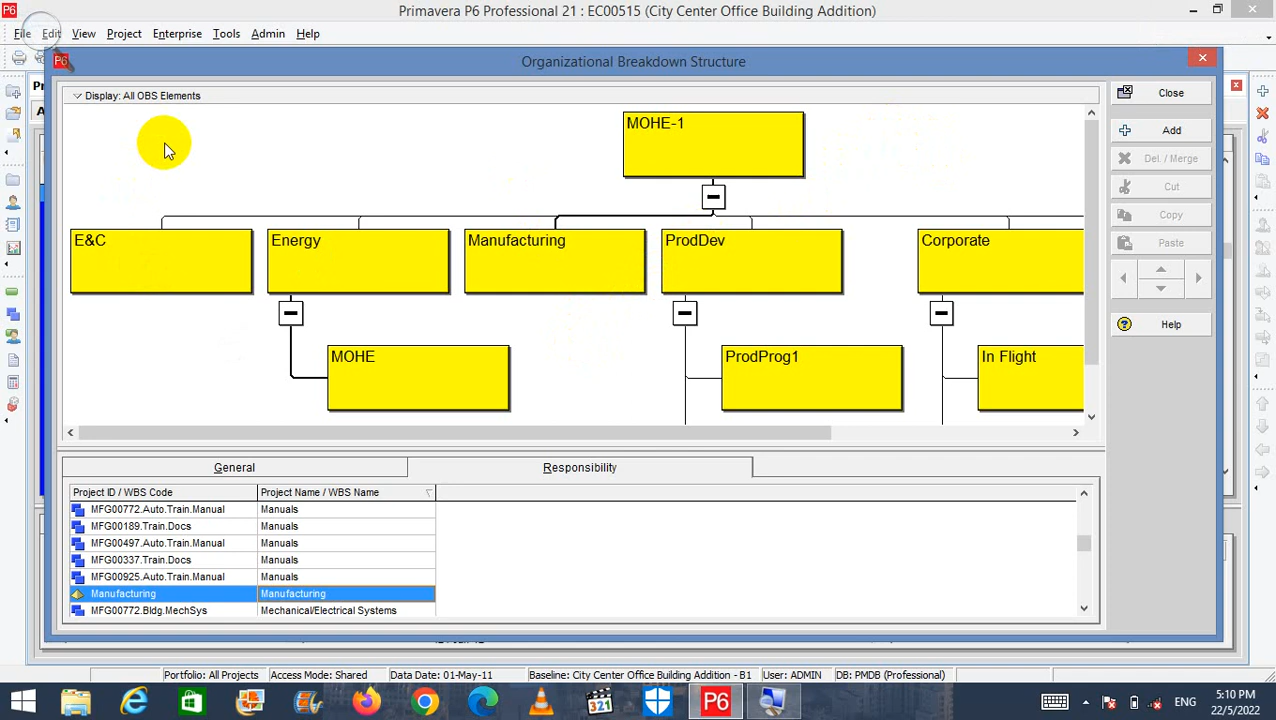 P6
Primavera P6 Professional 21 : EC00515 (City Center Office Building Addition)
File Edit View Project Enterprise Tools Admin Help
P6
Organizational Breakdown Structure
Display: All OBS Elements
Close
Add
Del. / Merge
Cut
Copy
Paste
Help
MOHE-1
E&C
Energy
Manufacturing
ProdDev
Corporate
MOHE
ProdProg1
In Flight
General
Responsibility
Project ID / WBS Code Project Name / WBS Name
MFG00772.Auto.Train.Manual Manuals
MFG00189.Train.Docs Manuals
MFG00497.Auto.Train.Manual Manuals
MFG00337.Train.Docs Manuals
MFG00925.Auto.Train.Manual Manuals
Manufacturing Manufacturing
MFG00772.Bldg.MechSys Mechanical/Electrical Systems
Portfolio: All Projects Access Mode: Shared Data Date: 01-May-11 Baseline: City Center Office Building Addition - B1 User: ADMIN DB: PMDB (Professional)
321
P6
ENG
5:10 PM
22/5/2022